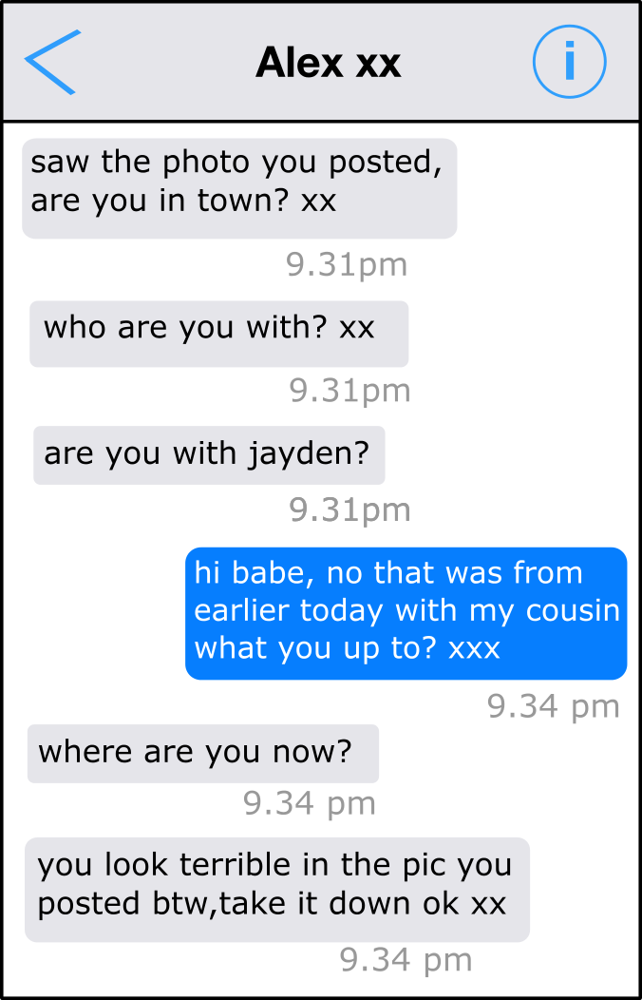 Alex xx
i
saw the photo you posted,
are you in town? xx
9.31pm
who are you with? xx
9.31pm
are you with jayden?
9.31pm
hi babe, no that was from
earlier today with my cousin
what you up to? xxx
9.34 pm
where are you now?
9.34 pm
you look terrible in the pic you
posted btw,take it down ok xx
9.34 pm